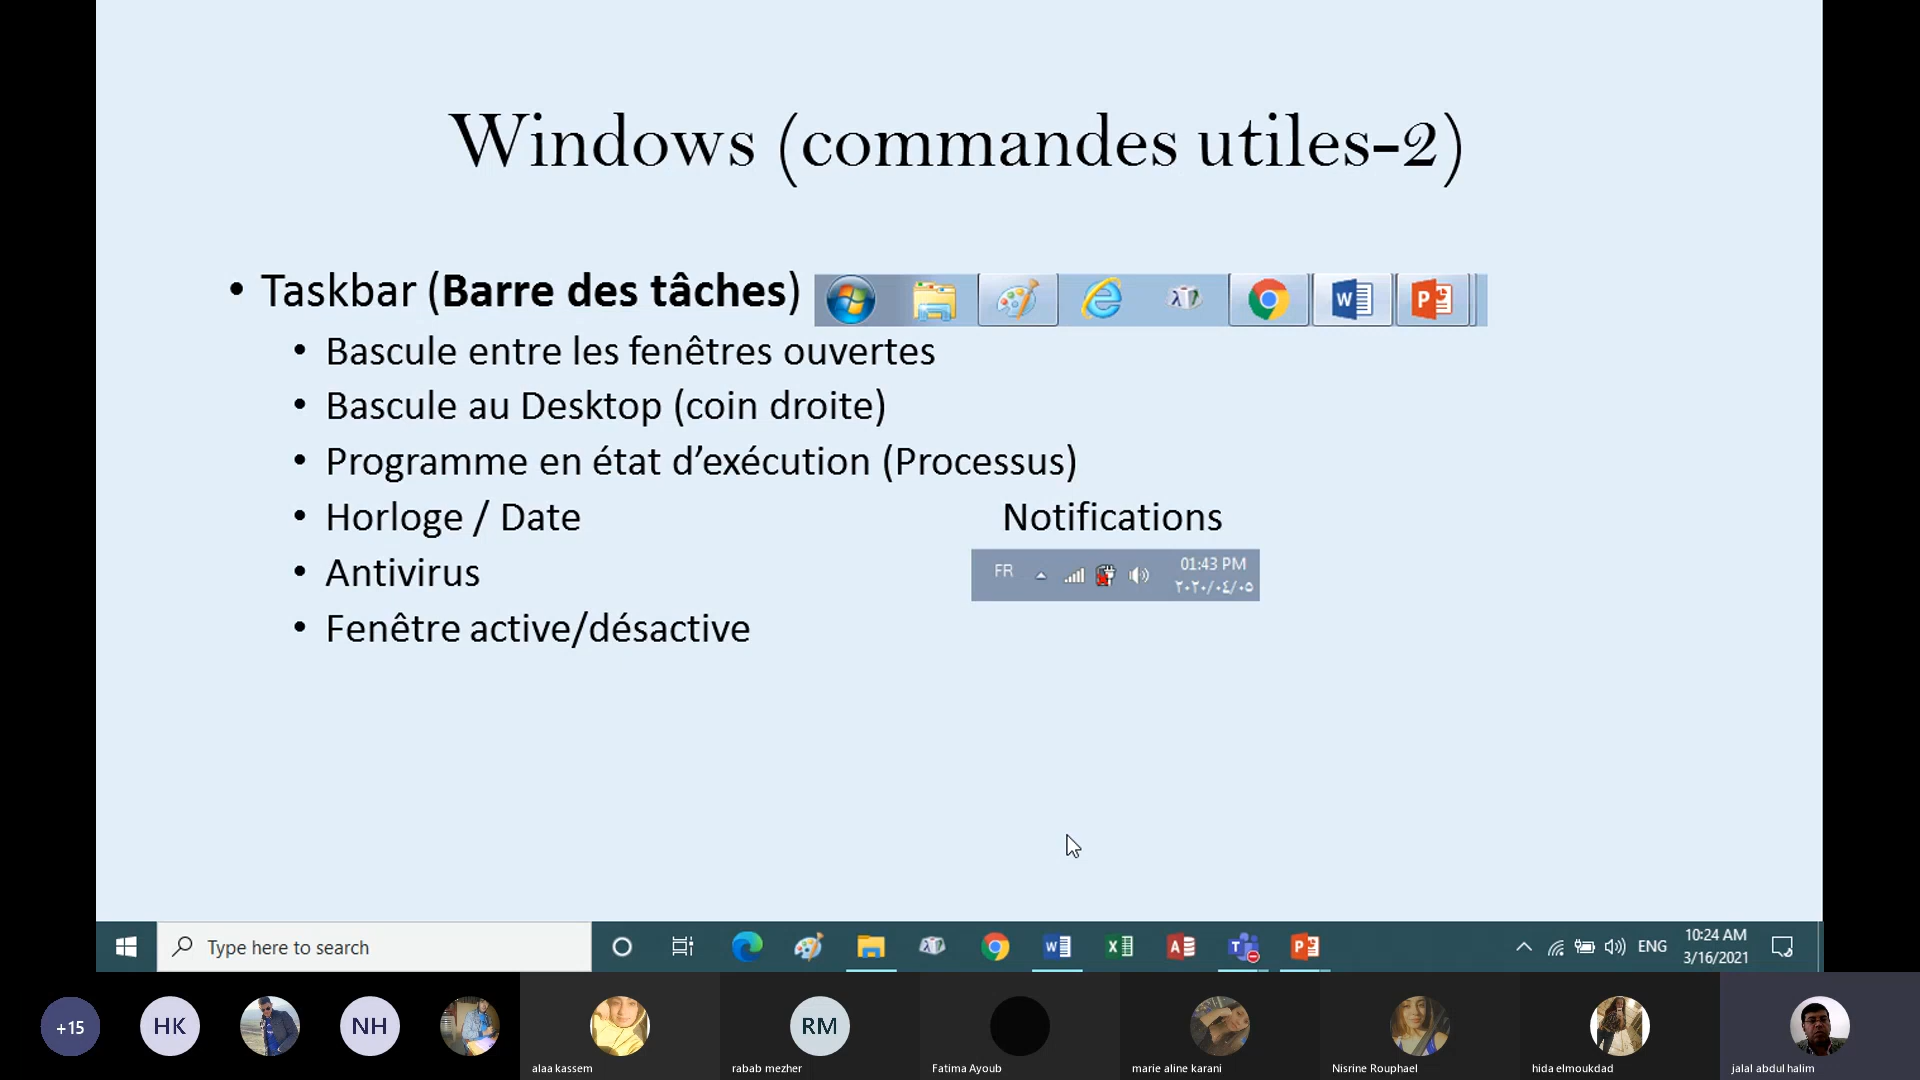 Windows (commandes utiles-2)
• Taskbar (Barre des tâches)
• Bascule entre les fenêtres ouvertes
• Bascule au Desktop (coin droite)
• Programme en état d’exécution (Processus)
• Horloge / Date
Notifications
• Antivirus
FR
01:43 PM
٢٠٢٠/٠٤/٠٥
• Fenêtre active/désactive
Type here to search
ENG
10:24 AM
3/16/2021
+15
HK
NH
RM
alaa kassem
rabab mezher
Fatima Ayoub
marie aline karani
Nisrine Rouphael
hida elmoukdad
jalal abdul halim